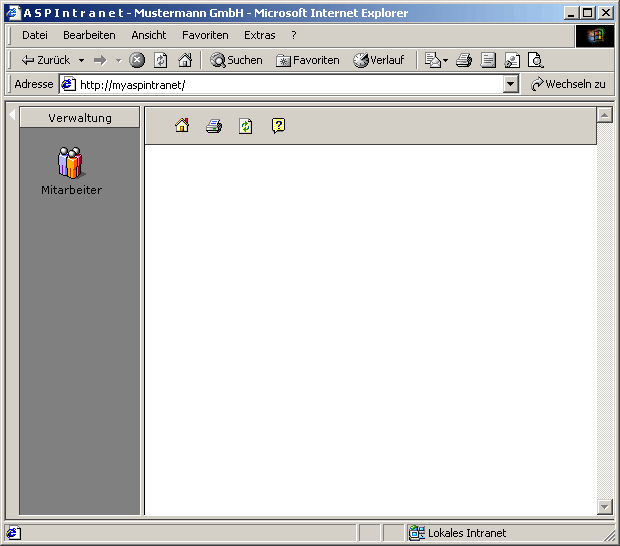 A S P I n t r a n e t - Mustermann GmbH - Microsoft Internet Explorer
Datei Bearbeiten Ansicht Favoriten Extras ?
Zurück Suchen Favoriten Verlauf
Adresse http://myaspintranet/ Wechseln zu
Verwaltung
Mitarbeiter
Lokales Intranet